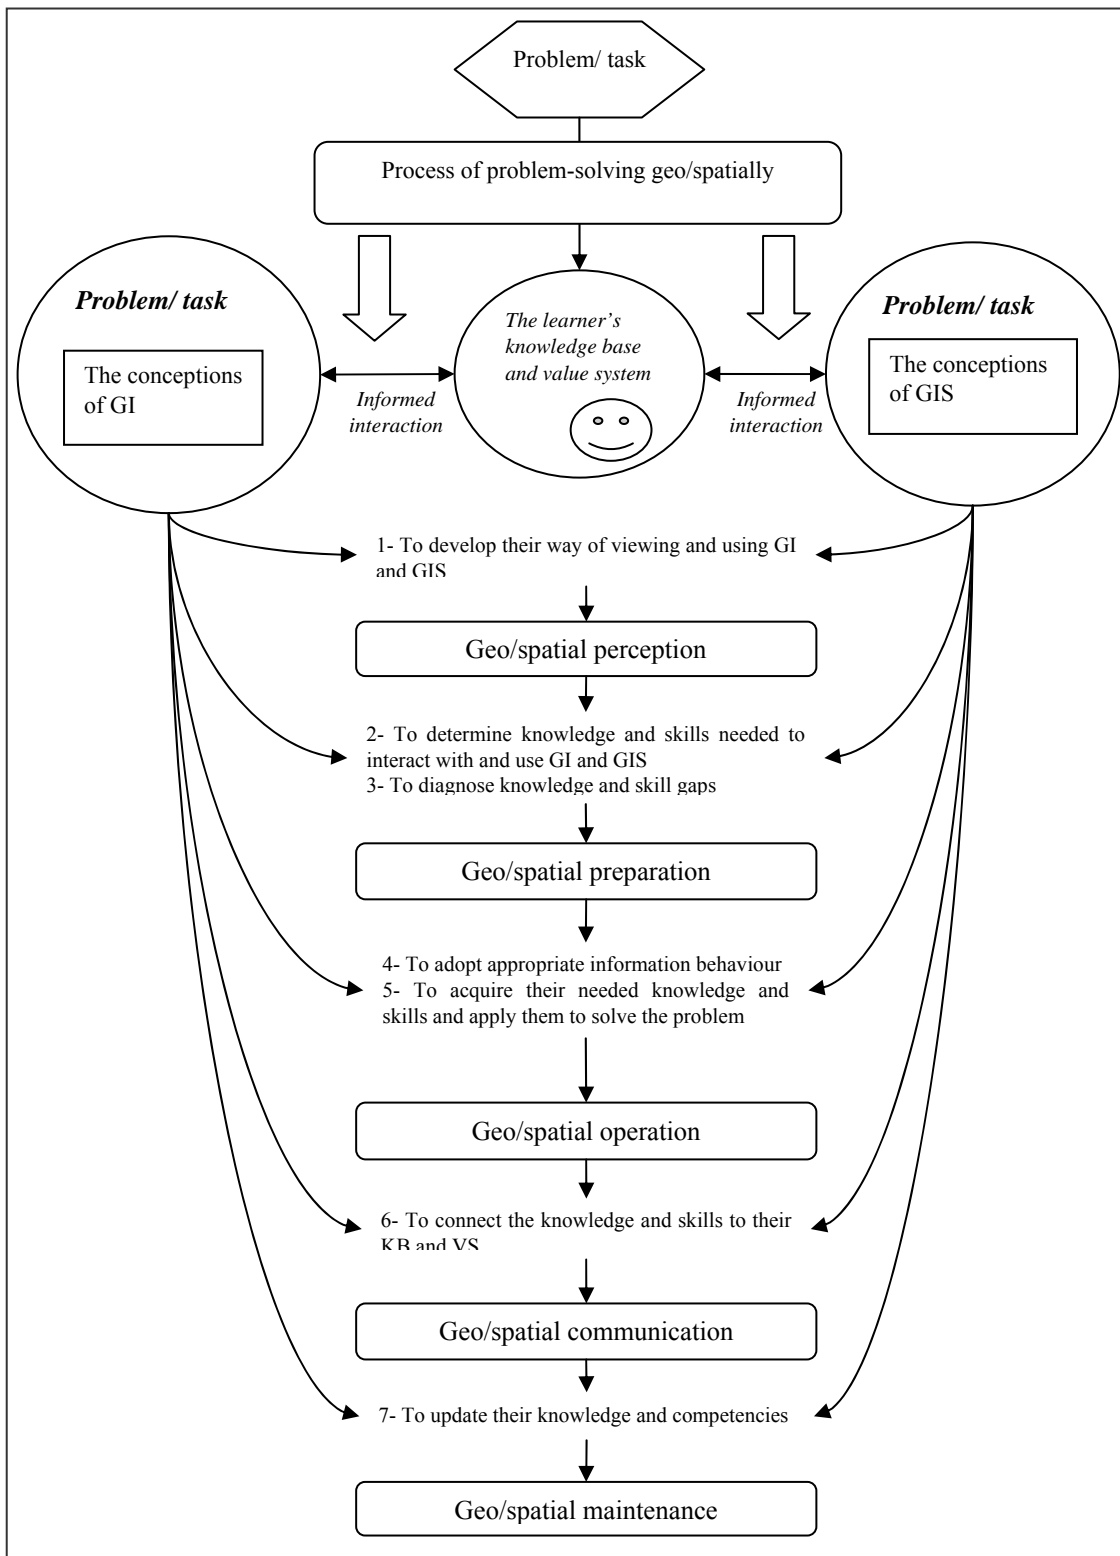 Problem/ task
Process of problem-solving geo/spatially
Problem/ task
The conceptions
of GI
The learner's
knowledge base
and value system
Problem/ task
The conceptions
of GIS
Informed
interaction
Informed
interaction
1- To develop their way of viewing and using GI
and GIS
Geo/spatial perception
2- To determine knowledge and skills needed to
interact with and use GI and GIS
3- To diagnose knowledge and skill gaps
Geo/spatial preparation
4- To adopt appropriate information behaviour
5- To acquire their needed knowledge and
skills and apply them to solve the problem
Geo/spatial operation
6- To connect the knowledge and skills to their
KB and VS
Geo/spatial communication
7- To update their knowledge and competencies
Geo/spatial maintenance